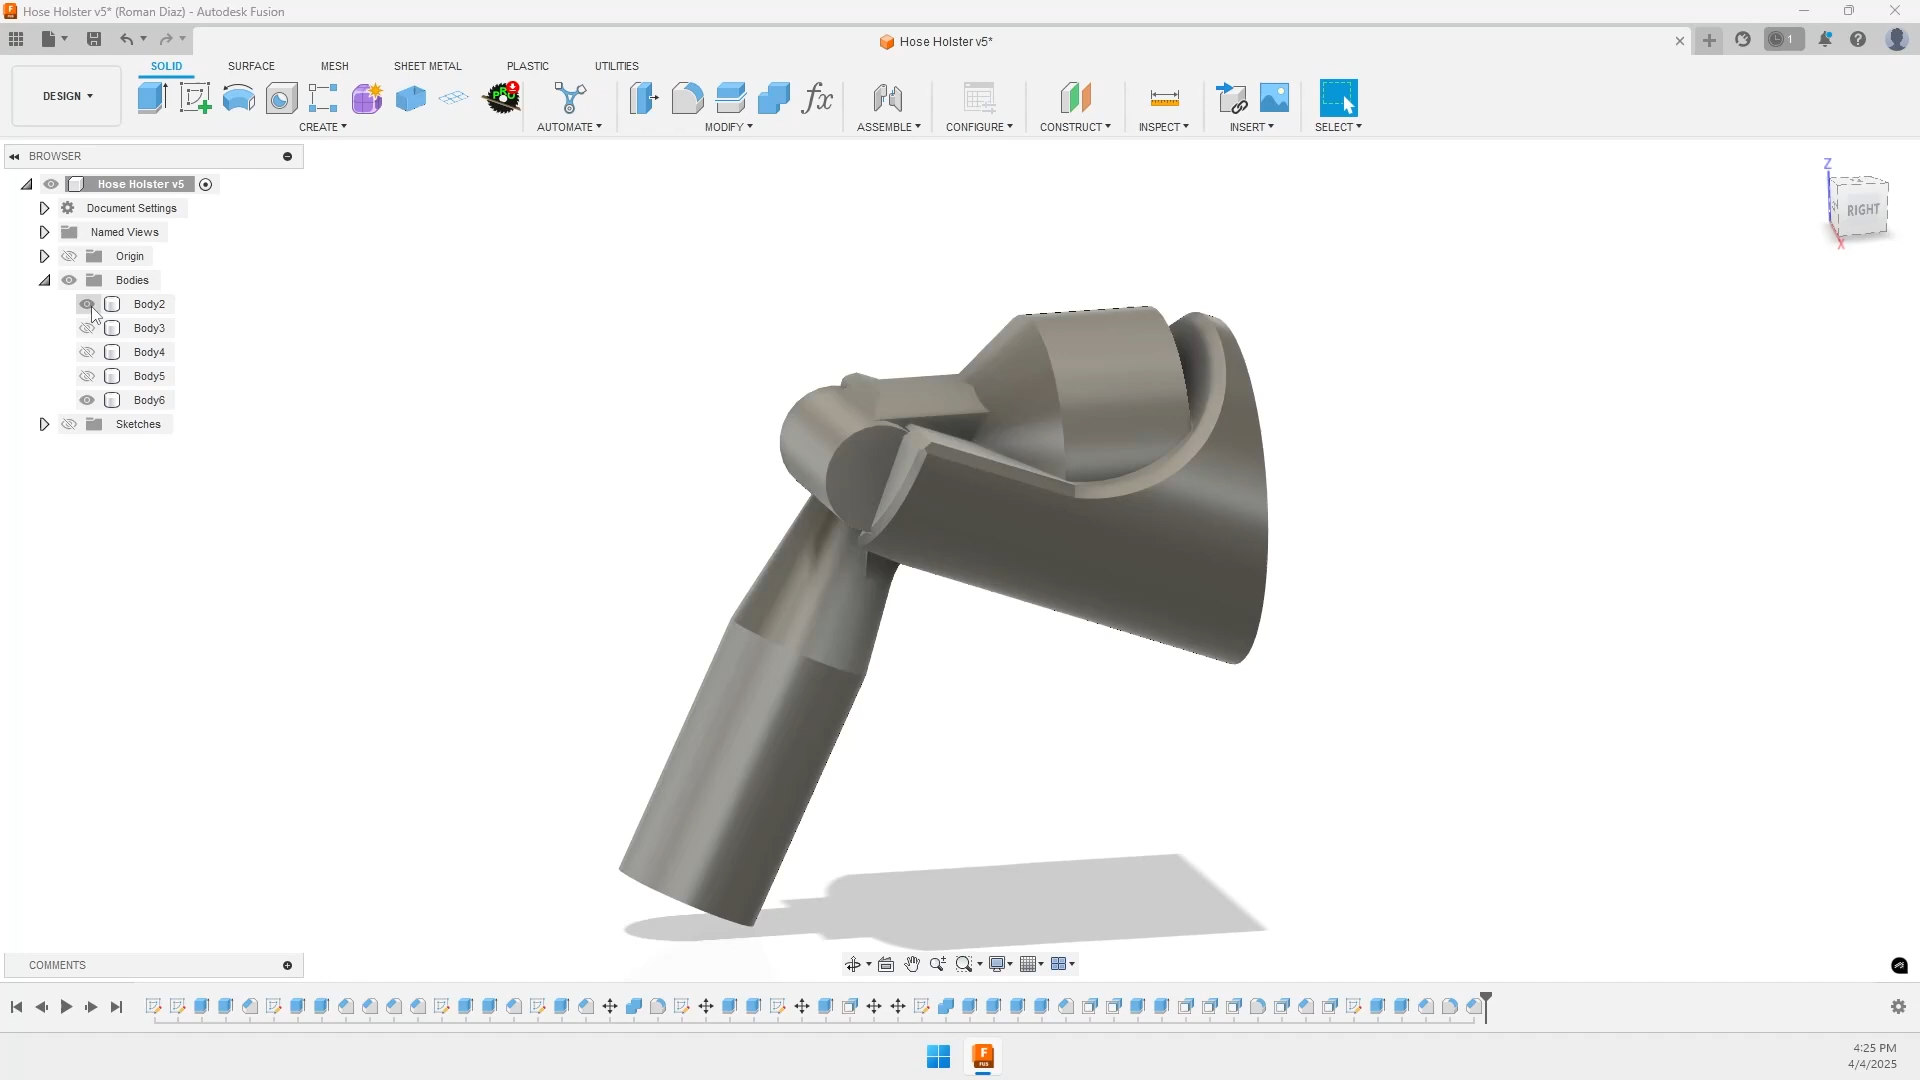 Hose Holster v5* (Roman Diaz) - Autodesk Fusion
Hose Holster v5*
1
DESIGN
SOLID
SURFACE
MESH
SHEET METAL
PLASTIC
UTILITIES
CREATE
AUTOMATE
MODIFY
ASSEMBLE
CONFIGURE
CONSTRUCT
INSPECT
INSERT
SELECT
BROWSER
Hose Holster v5
Document Settings
Named Views
Origin
Bodies
Body2
Body3
Body4
Body5
Body6
Sketches
Z
RIGHT
X
COMMENTS
4:25 PM
4/4/2025